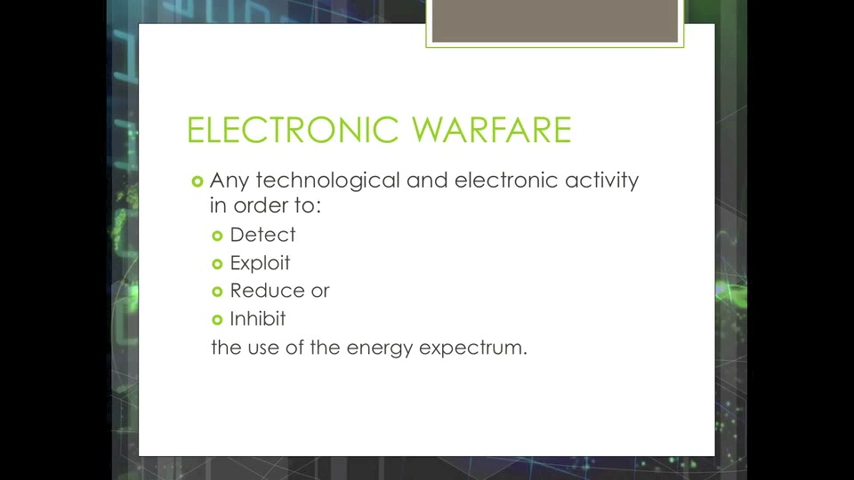 ELECTRONIC WARFARE
Any technological and electronic activity
in order to:
Detect
Exploit
Reduce or
Inhibit
the use of the energy expectrum.